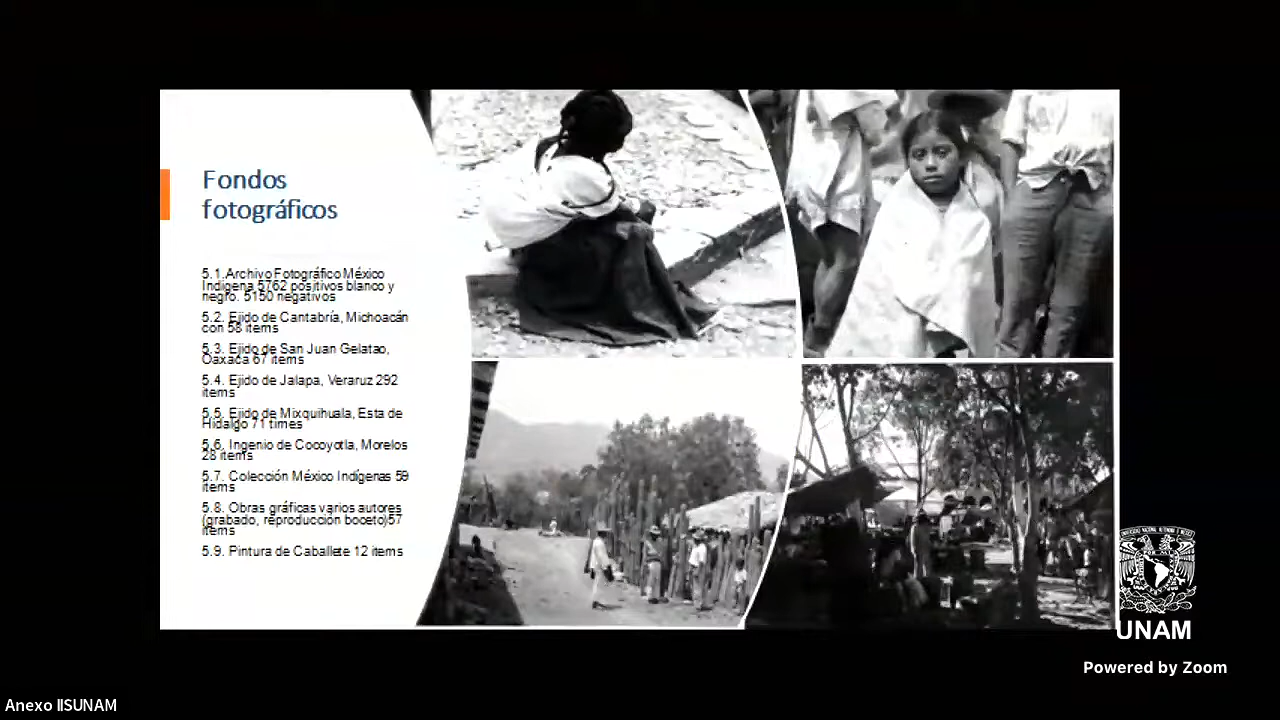 Fondos
fotográficos
5.1.Archivo Fotográfico México
Indígena 5762 positivos blanco y
negro. 5150 negativos
5.2. Ejido de Cantabría, Michoacán
con 58 items
5.3. Ejido de San Juan Gelatao,
Oaxaca 67 items
5.4. Ejido de Jalapa, Veraruz 292
items
5.5. Ejido de Mixquihuala, Esta de
Hidalgo 71 times
5.6. Ingenio de Cocoyotla, Morelos
28 items
5.7. Colección México Indígenas 59
items
5.8. Obras gráficas varios autores
(grabado, reproducción boceto)57
items
5.9. Pintura de Caballete 12 items
UNAM
Powered by Zoom
Anexo IISUNAM